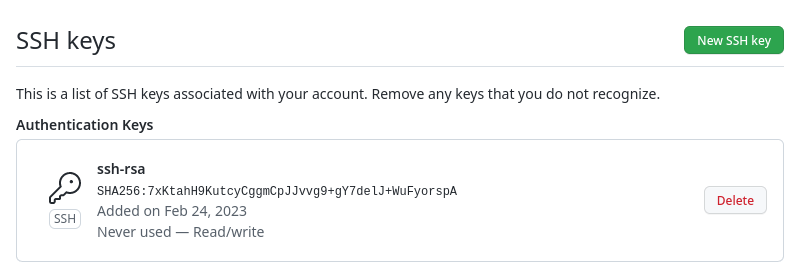 SSH keys
New SSH key
This is a list of SSH keys associated with your account. Remove any keys that you do not recognize.
Authentication Keys
ssh-rsa
SHA256:7xKtahH9KutcyCggmCpJJvvg9+gY7delJ+WuFyorspA
Added on Feb 24, 2023
Never used — Read/write
SSH
Delete